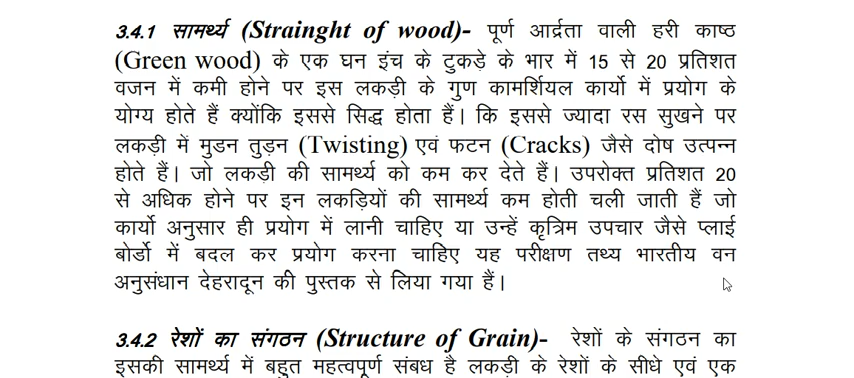 3.4.1 सामर्थ्य (Strainght of wood)- पूर्ण आर्द्रता वाली हरी काष्ठ
(Green wood) के एक घन इंच के टुकड़े के भार में 15 से 20 प्रतिशत
वजन में कमी होने पर इस लकड़ी के गुण कामर्शियल कार्यो में प्रयोग के
योग्य होते हैं क्योंकि इससे सिद्ध होता हैं। कि इससे ज्यादा रस सुखने पर
लकड़ी में मुडन तुड़न (Twisting) एवं फटन (Cracks) जैसे दोष उत्पन्न
होते हैं। जो लकड़ी की सामर्थ्य को कम कर देते हैं। उपरोक्त प्रतिशत 20
से अधिक होने पर इन लकड़ियों की सामर्थ्य कम होती चली जाती हैं जो
कार्यो अनुसार ही प्रयोग में लानी चाहिए या उन्हें कृत्रिम उपचार जैसे प्लाई
बोर्डो में बदल कर प्रयोग करना चाहिए यह परीक्षण तथ्य भारतीय वन
अनुसंधान देहरादून की पुस्तक से लिया गया हैं।
3.4.2 रेशों का संगठन (Structure of Grain)- रेशों के संगठन का
इसकी सामर्थ्य में बहुत महत्वपूर्ण संबध है लकड़ी के रेशों के सीधे एवं एक